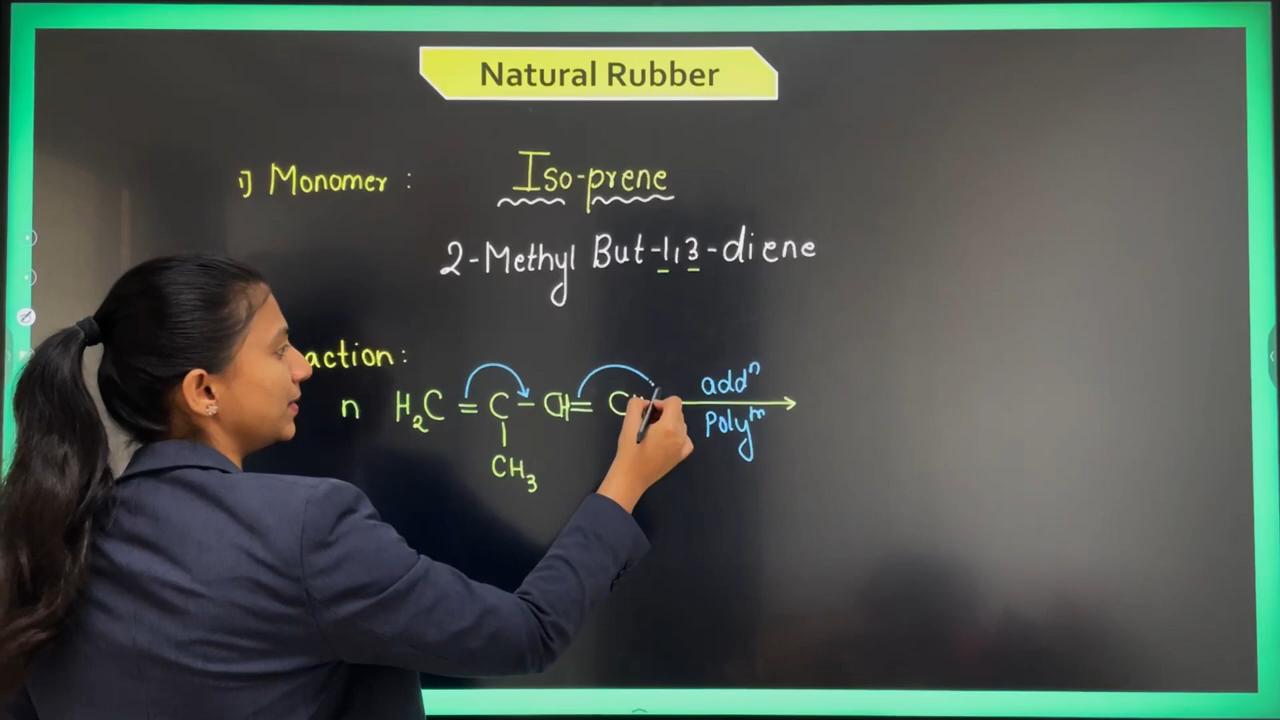 Natural Rubber
1) Monomer : Iso-prene
2-Methyl But-1,3-diene
action :
n H2C = C - CH = C addn
Polym
CH3